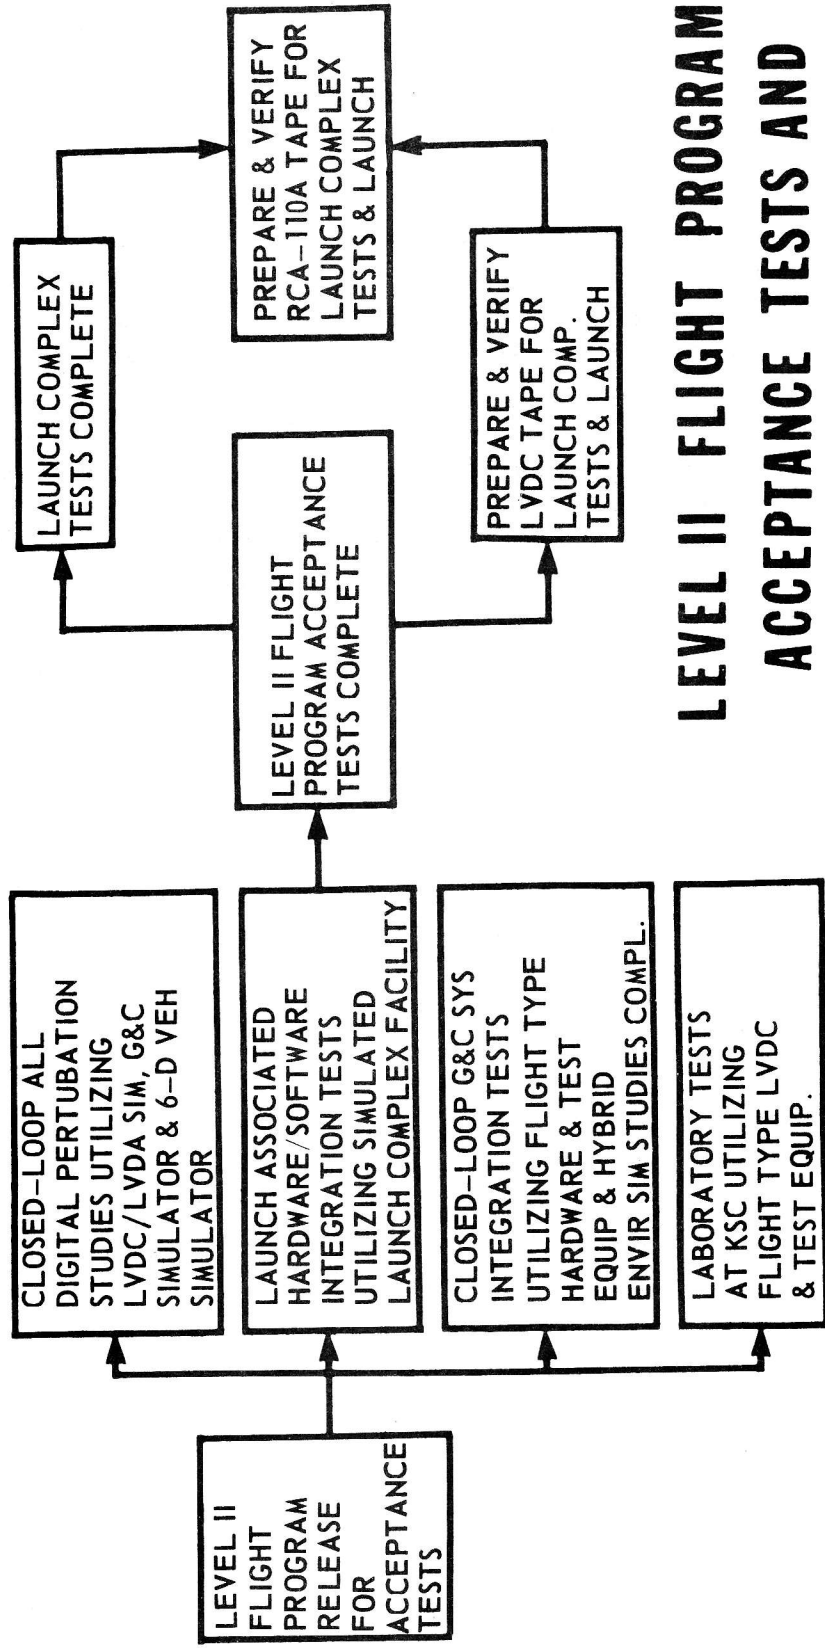 LEVEL II
FLIGHT
PROGRAM
RELEASE
FOR
ACCEPTANCE
TESTS
CLOSED-LOOP ALL
DIGITAL PERTUBATION
STUDIES UTILIZING
LVDC/LVDA SIM, G&C
SIMULATOR & 6-D VEH
SIMULATOR
LAUNCH ASSOCIATED
HARDWARE/SOFTWARE
INTEGRATION TESTS
UTILIZING SIMULATED
LAUNCH COMPLEX FACILITY
CLOSED-LOOP G&C SYS
INTEGRATION TESTS
UTILIZING FLIGHT TYPE
HARDWARE & TEST
EQUIP & HYBRID
ENVIR SIM STUDIES COMPL.
LABORATORY TESTS
AT KSC UTILIZING
FLIGHT TYPE LVDC
& TEST EQUIP.
LEVEL II FLIGHT
PROGRAM ACCEPTANCE
TESTS COMPLETE
LAUNCH COMPLEX
TESTS COMPLETE
PREPARE & VERIFY
LVDC TAPE FOR
LAUNCH COMP.
TESTS & LAUNCH
PREPARE & VERIFY
RCA-110A TAPE FOR
LAUNCH COMPLEX
TESTS & LAUNCH
LEVEL II FLIGHT PROGRAM
ACCEPTANCE TESTS AND